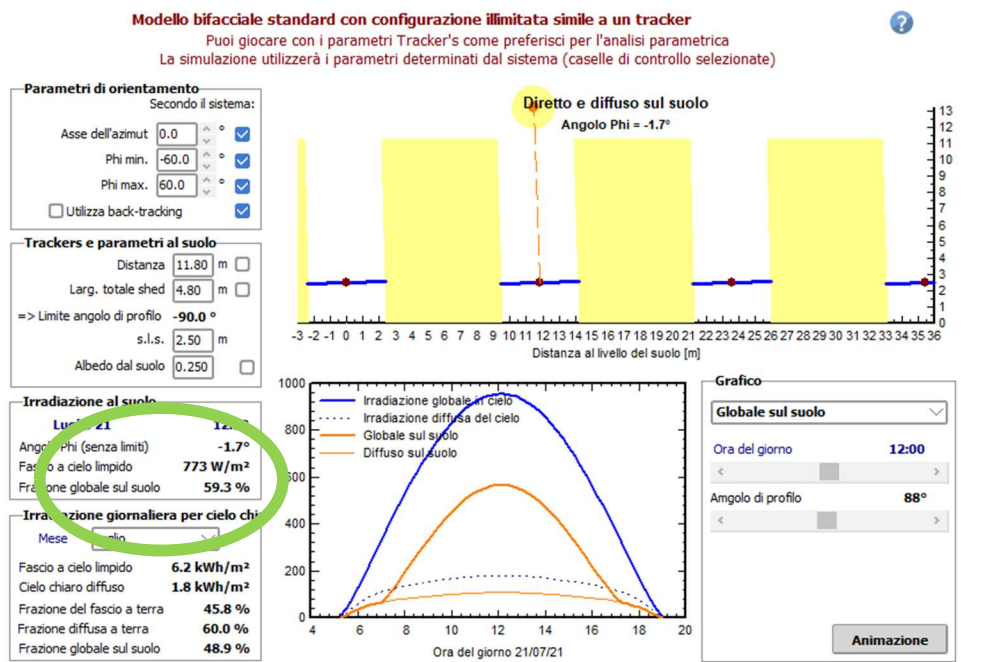 Modello bifacciale standard con configurazione illimitata simile a un tracker
Puoi giocare con i parametri Tracker's come preferisci per l'analisi parametrica
La simulazione utilizzerà i parametri determinati dal sistema (caselle di controllo selezionate)
?
Parametri di orientamento
Secondo il sistema:
Asse dell'azimut 0.0 °
Phi min. -60.0 °
Phi max. 60.0 °
Utilizza back-tracking
Trackers e parametri al suolo
Distanza 11.80 m
Larg. totale shed 4.80 m
=> Limite angolo di profilo -90.0 °
s.l.s. 2.50 m
Albedo dal suolo 0.250
Irradiazione al suolo
21
Angolo Phi (senza limiti) -1.7°
Fascio a cielo limpido 773 W/m²
Frazione globale sul suolo 59.3 %
Irradiazione giornaliera per cielo chi
Mese
Fascio a cielo limpido 6.2 kWh/m²
Cielo chiaro diffuso 1.8 kWh/m²
Frazione del fascio a terra 45.8 %
Frazione diffusa a terra 60.0 %
Frazione globale sul suolo 48.9 %
Diretto e diffuso sul suolo
Angolo Phi = -1.7°
13
12
11
10
9
8
7
6
5
4
3
2
1
0
-3 -2 -1 0 1 2 3 4 5 6 7 8 9 10 11 12 13 14 15 16 17 18 19 20 21 22 23 24 25 26 27 28 29 30 31 32 33 34 35 36
Distanza al livello del suolo [m]
1000
800
600
400
200
0
Irradiazione globale in cielo
Irradiazione diffusa del cielo
Globale sul suolo
Diffuso sul suolo
4 6 8 10 12 14 16 18 20
Ora del giorno 21/07/21
Grafico
Globale sul suolo
Ora del giorno 12:00
Angolo di profilo 88°
Animazione